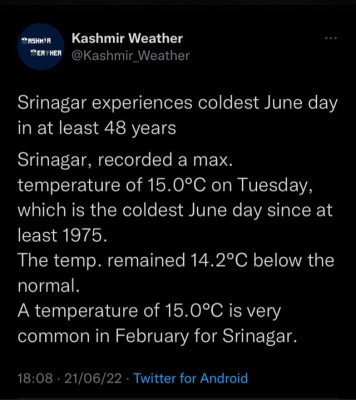 KASHMIR
WEATHER
Kashmir Weather
@Kashmir_Weather
Srinagar experiences coldest June day
in at least 48 years
Srinagar, recorded a max.
temperature of 15.0ºC on Tuesday,
which is the coldest June day since at
least 1975.
The temp. remained 14.2ºC below the
normal.
A temperature of 15.0ºC is very
common in February for Srinagar.
18:08 · 21/06/22 · Twitter for Android